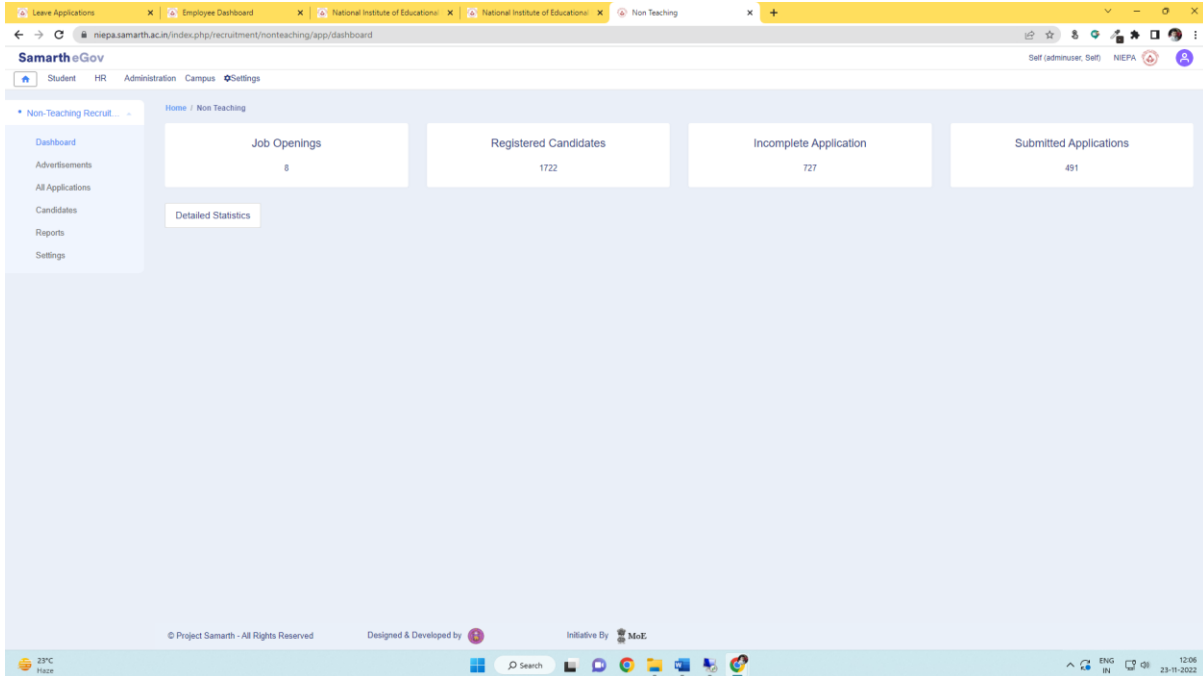 Leave Applications
Employee Dashboard
National Institute of Educational
National Institute of Educational
Non Teaching
niepa.samarth.ac.in/index.php/recruitment/nonteaching/app/dashboard
Samarth eGov
Self (adminuser, Self) NIEPA
Student HR Administration Campus Settings
Non-Teaching Recruit...
Home / Non Teaching
Dashboard
Advertisements
All Applications
Candidates
Reports
Settings
Job Openings
8
Registered Candidates
1722
Incomplete Application
727
Submitted Applications
491
Detailed Statistics
© Project Samarth - All Rights Reserved Designed & Developed by Initiative By MoE
23°C
Haze
Search
ENG
IN
12:06
23-11-2022